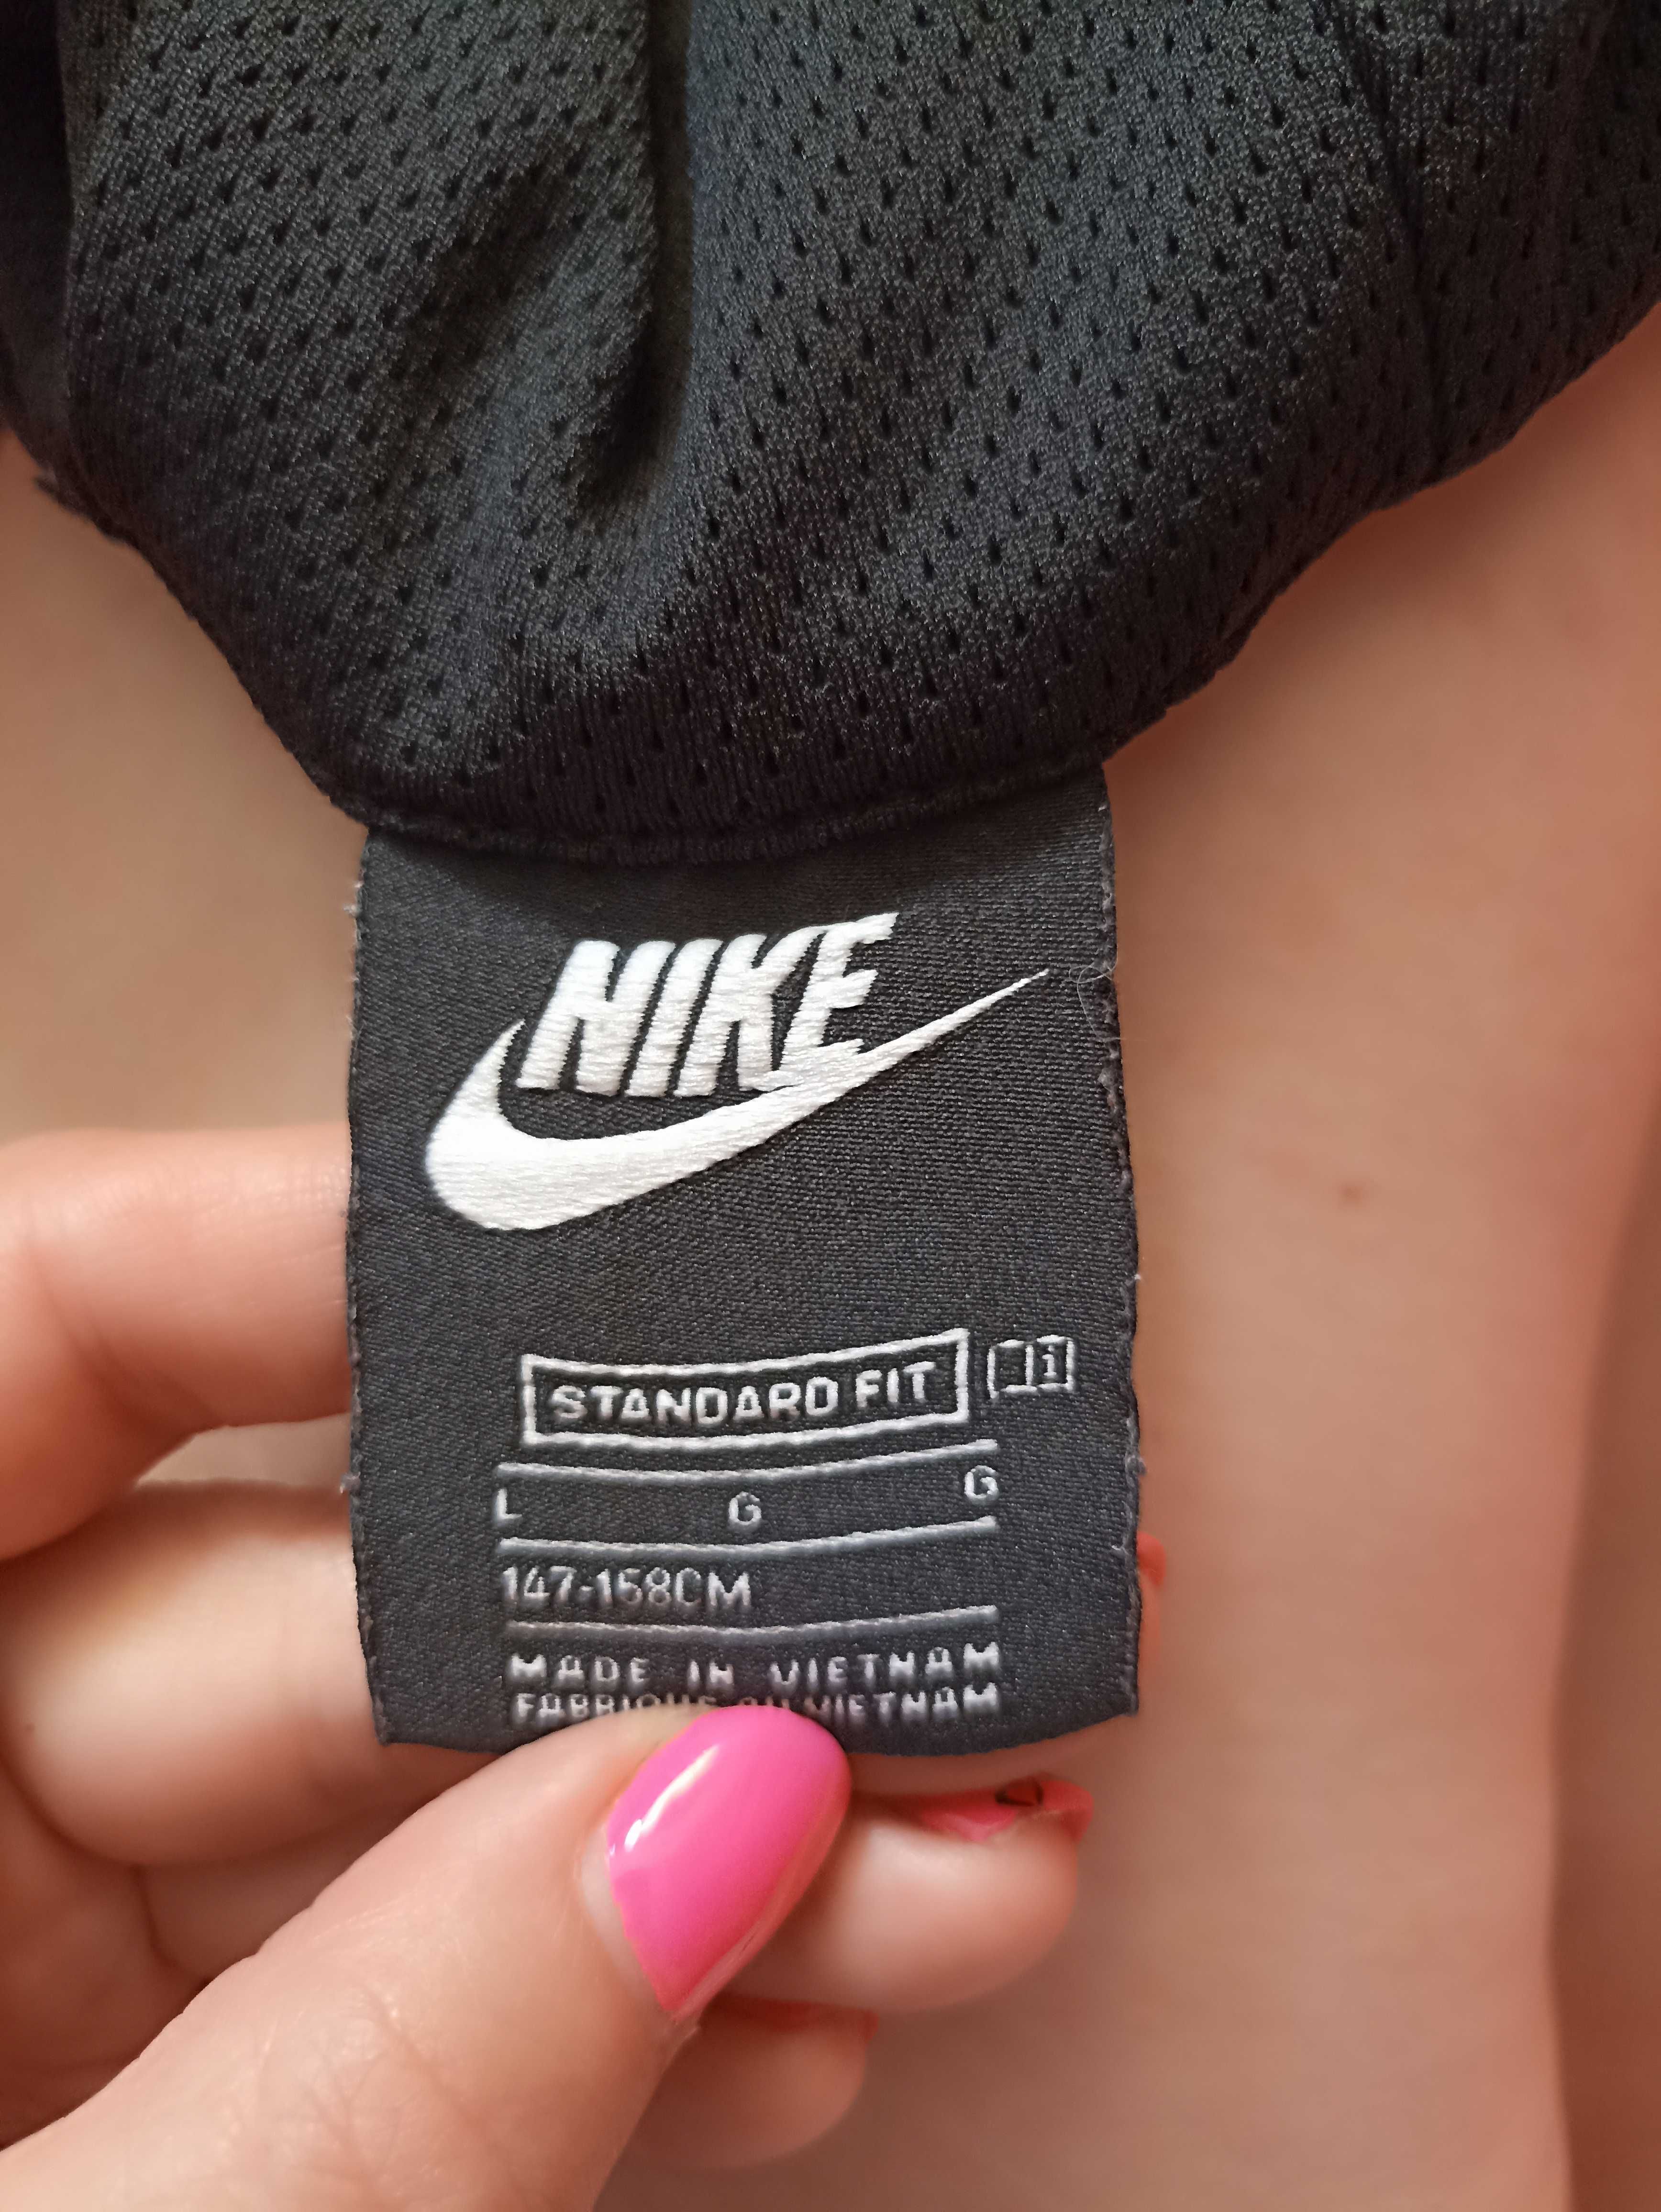 NIKE
STANDARD FIT i
L G G
147-158CM
MADE IN VIETNAM
FABRIQUE AU VIETNAM